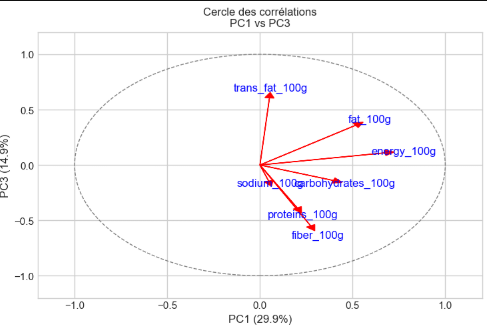 Cercle des corrélations
PC1 vs PC3
1.0
trans_fat_100g
0.5
fat_100g
energy_100g
0.0
sodium_100g
carbohydrates_100g
proteins_100g
-0.5
fiber_100g
-1.0
PC3 (14.9%)
-1.0
-0.5
0.0
0.5
1.0
PC1 (29.9%)